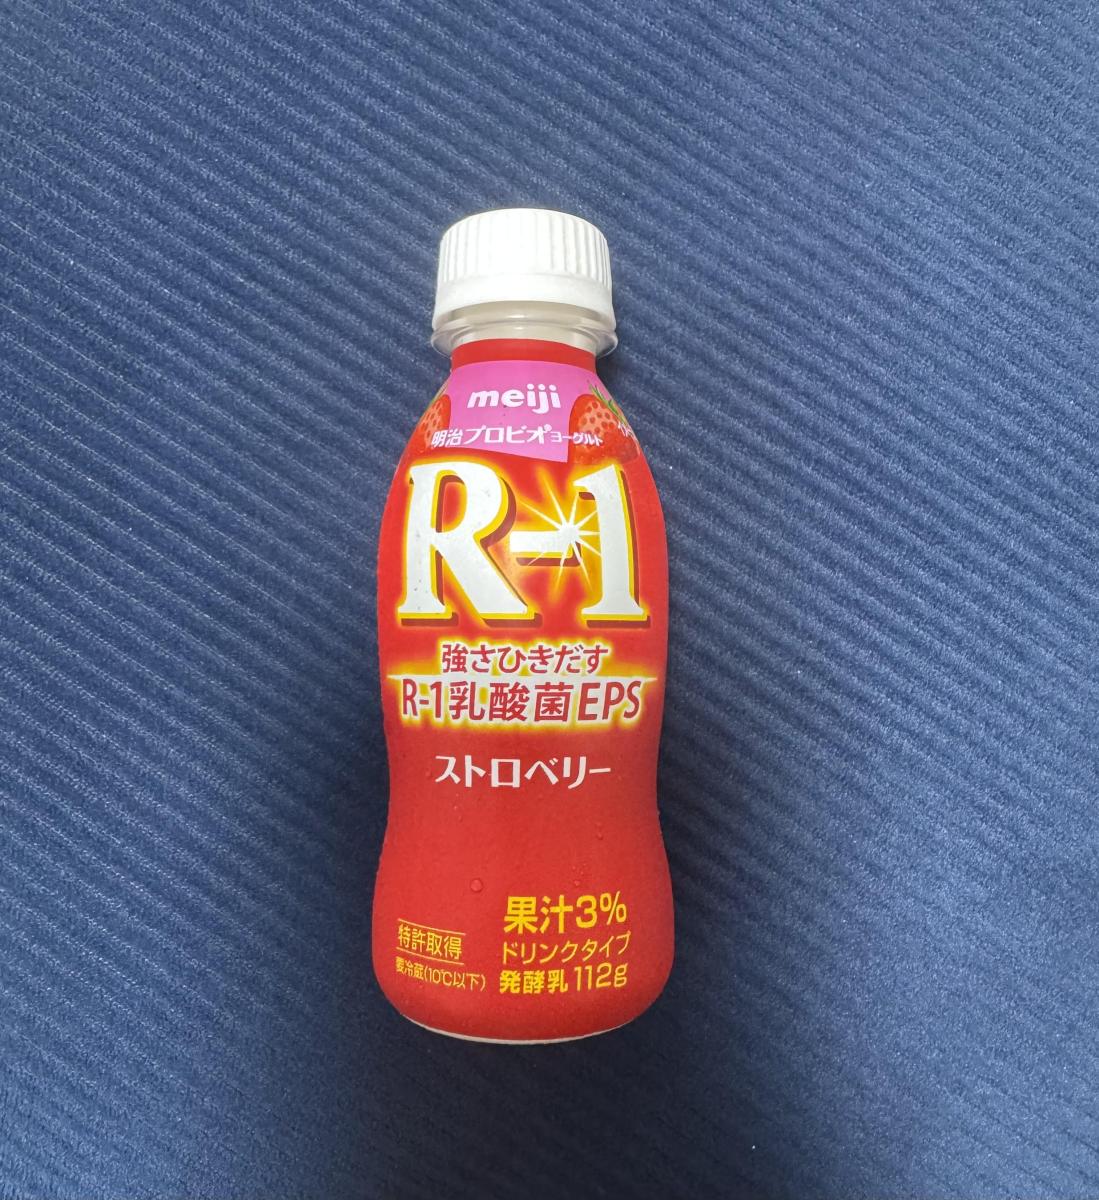 meiji
明治プロビオヨーグルト
R-1
強さひきだす
R-1乳酸菌EPS
ストロベリー
特許取得
要冷蔵(10℃以下)
果汁3%
ドリンクタイプ
発酵乳 112g